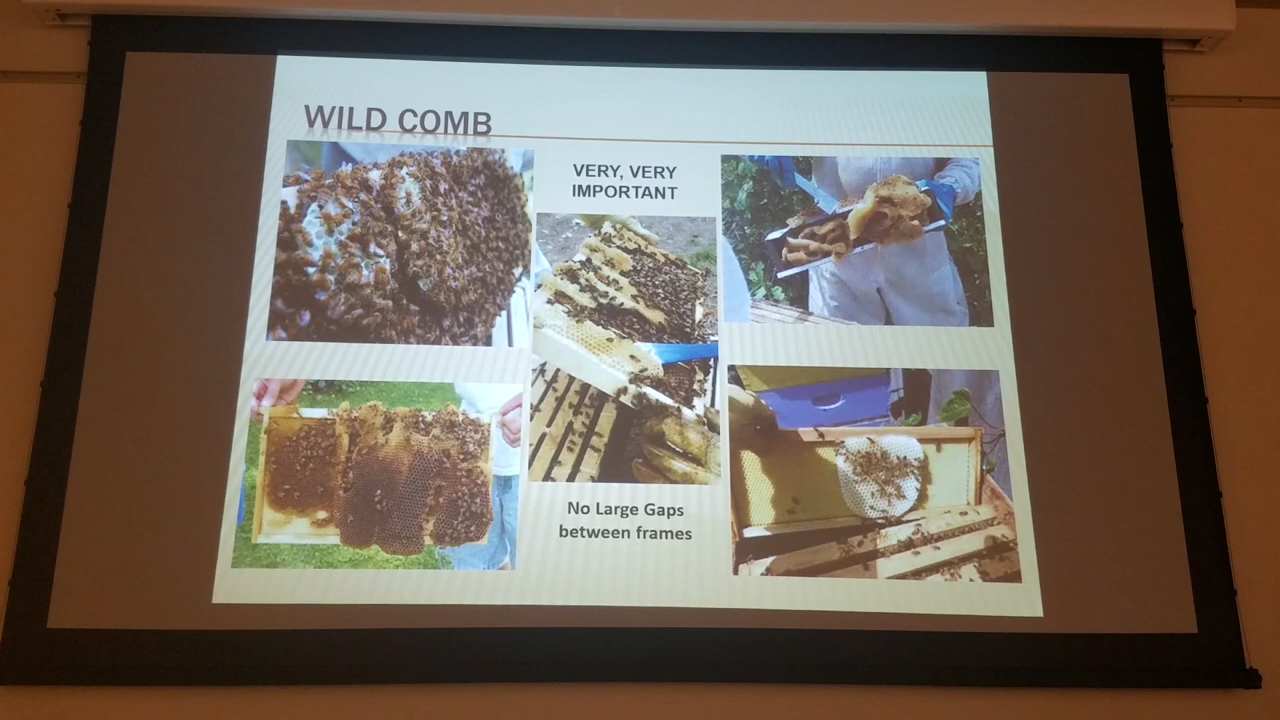 WILD COMB
VERY, VERY
IMPORTANT
No Large Gaps
between frames